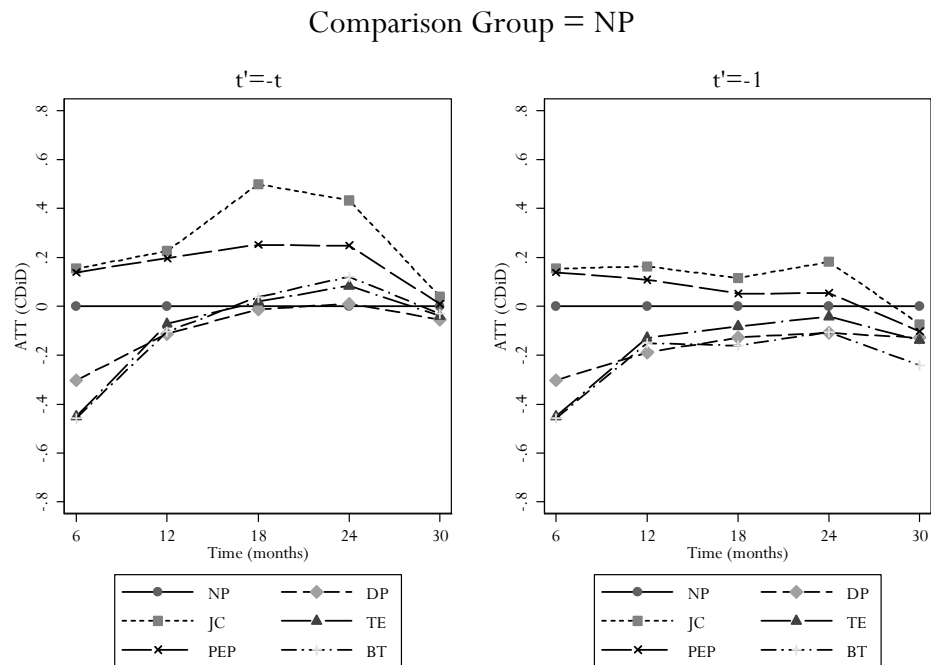 Comparison Group = NP
t'=-t
ATT (CDiD)
.8
.6
.4
.2
0
-.2
-.4
-.6
-.8
6 12 18 24 30
Time (months)
NP DP
JC TE
PEP BT
t'=-1
ATT (CDiD)
.8
.6
.4
.2
0
-.2
-.4
-.6
-.8
6 12 18 24 30
Time (months)
NP DP
JC TE
PEP BT